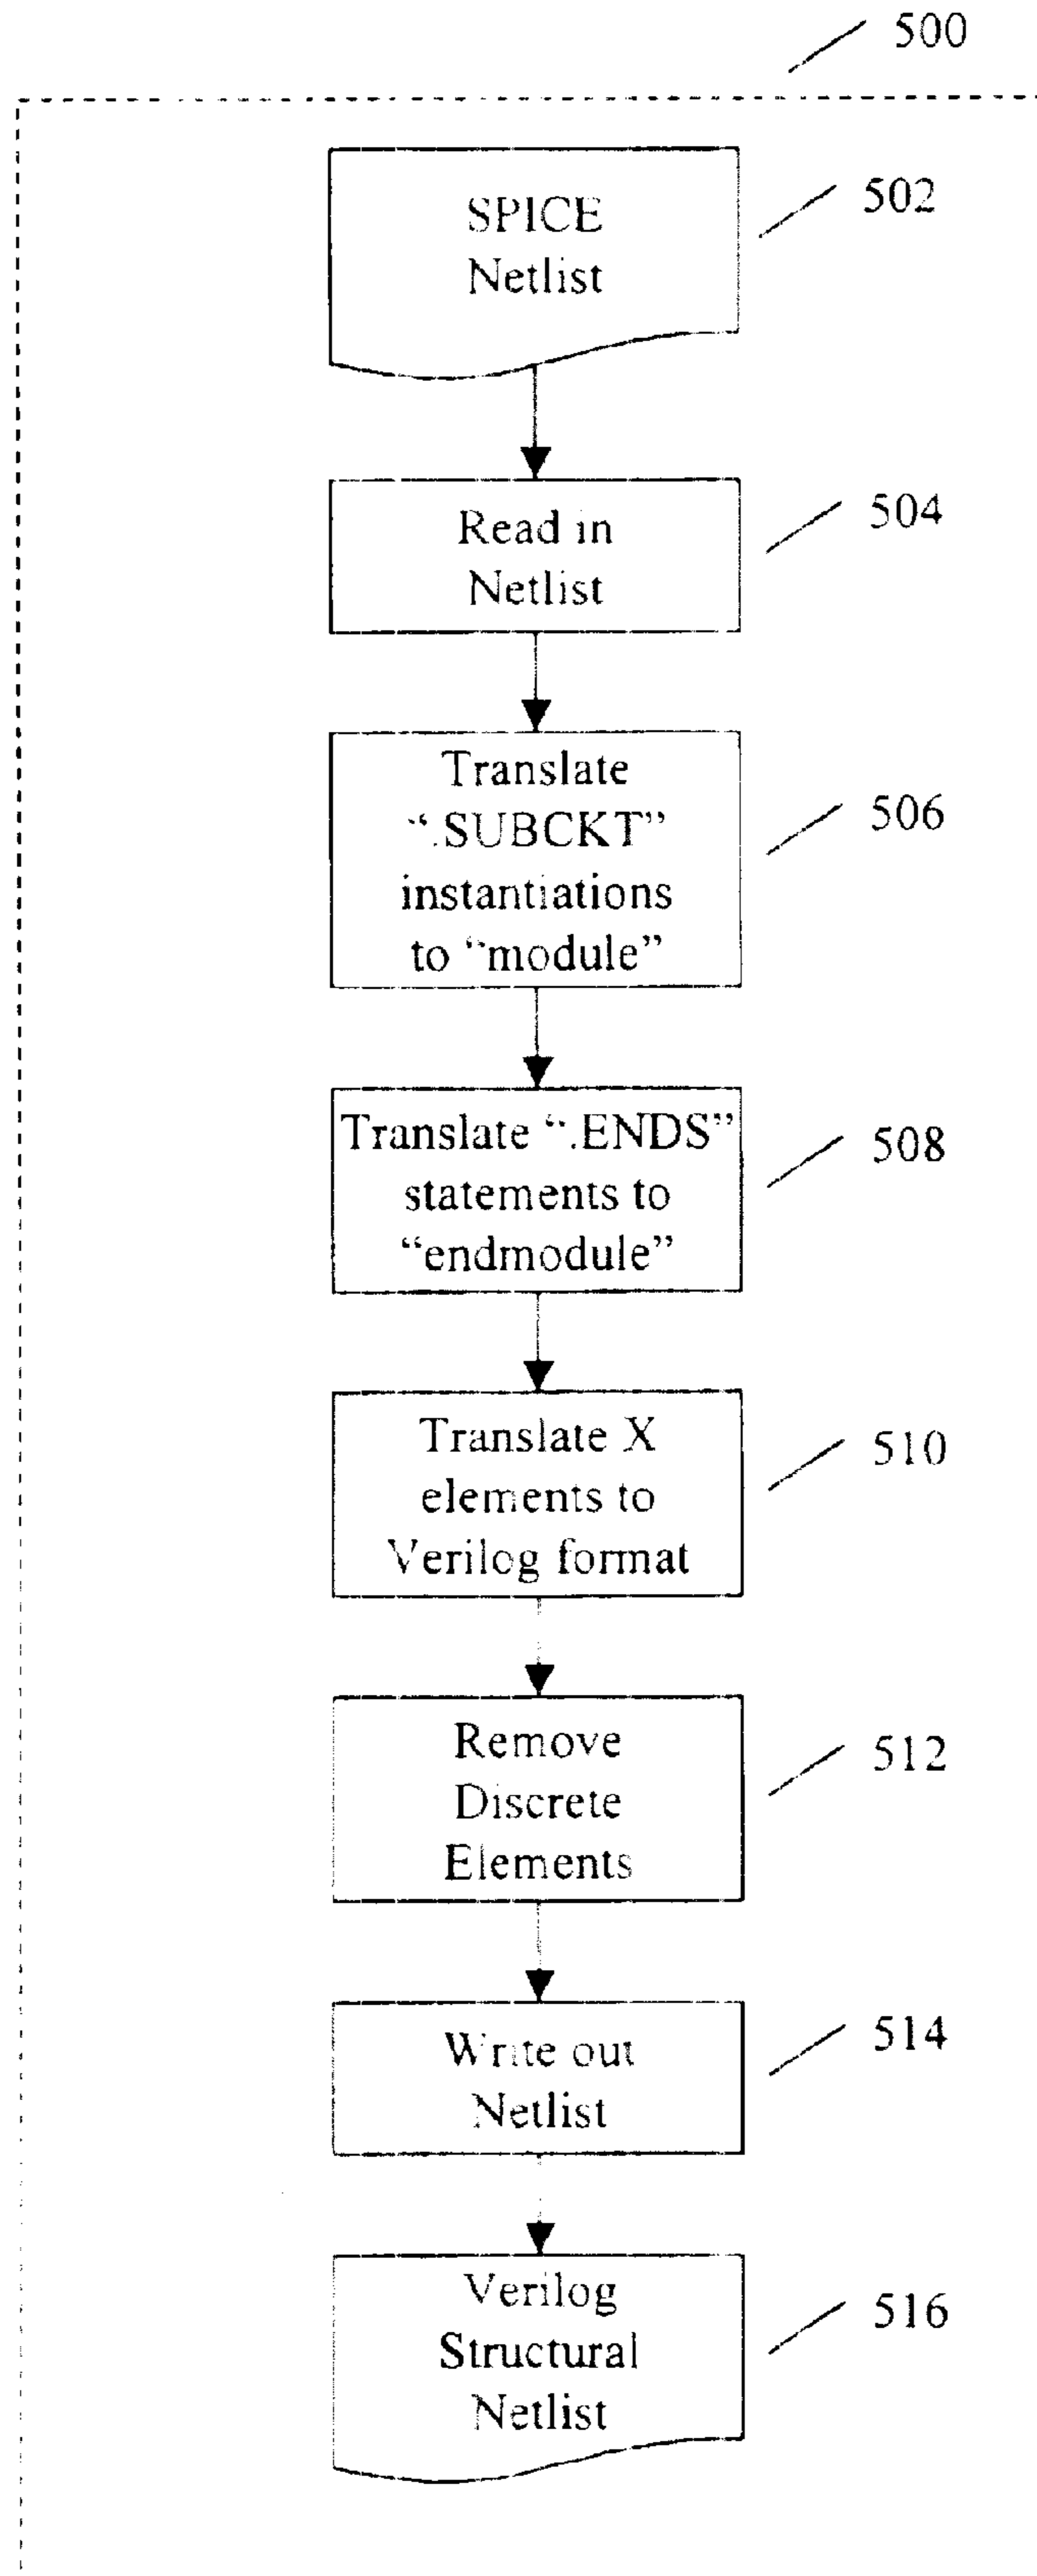 500
SPICE
Netlist
502
Read in
Netlist
504
Translate
“.SUBCKT”
instantiations
to “module”
506
Translate “.ENDS”
statements to
“endmodule”
508
Translate X
elements to
Verilog format
510
Remove
Discrete
Elements
512
Write out
Netlist
514
Verilog
Structural
Netlist
516